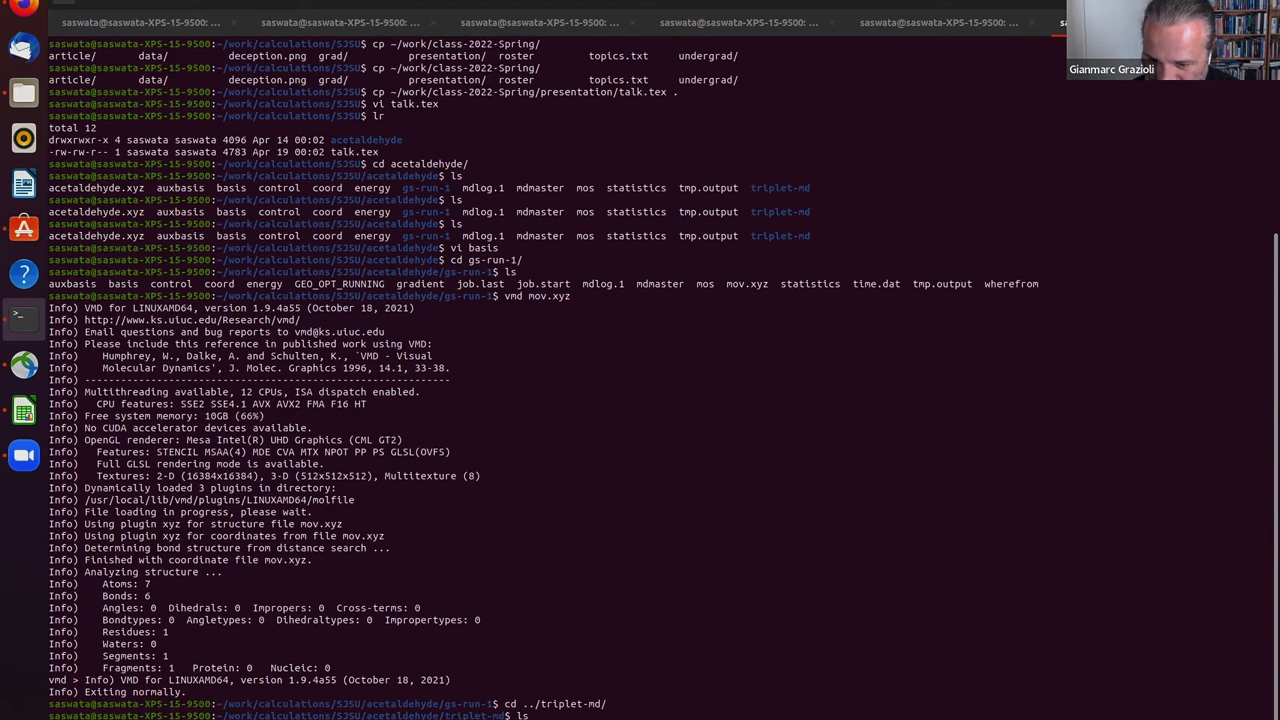 saswata@saswata-XPS-15-9500: ...
saswata@saswata-XPS-15-9500: ...
saswata@saswata-XPS-15-9500: ...
saswata@saswata-XPS-15-9500: ...
saswata@saswata-XPS-15-9500: ...
Gianmarc Grazioli
saswata@saswata-XPS-15-9500:~/work/calculations/SJSU$ cp ~/work/class-2022-Spring/
article/ data/ deception.png grad/ presentation/ roster topics.txt undergrad/
saswata@saswata-XPS-15-9500:~/work/calculations/SJSU$ cp ~/work/class-2022-Spring/
article/ data/ deception.png grad/ presentation/ roster topics.txt undergrad/
saswata@saswata-XPS-15-9500:~/work/calculations/SJSU$ cp ~/work/class-2022-Spring/presentation/talk.tex .
saswata@saswata-XPS-15-9500:~/work/calculations/SJSU$ vi talk.tex
saswata@saswata-XPS-15-9500:~/work/calculations/SJSU$ lr
total 12
drwxrwxr-x 4 saswata saswata 4096 Apr 14 00:02 acetaldehyde
-rw-rw-r-- 1 saswata saswata 4783 Apr 19 00:02 talk.tex
saswata@saswata-XPS-15-9500:~/work/calculations/SJSU$ cd acetaldehyde/
saswata@saswata-XPS-15-9500:~/work/calculations/SJSU/acetaldehyde$ ls
acetaldehyde.xyz auxbasis basis control coord energy gs-run-1 mdlog.1 mdmaster mos statistics tmp.output triplet-md
saswata@saswata-XPS-15-9500:~/work/calculations/SJSU/acetaldehyde$ ls
acetaldehyde.xyz auxbasis basis control coord energy gs-run-1 mdlog.1 mdmaster mos statistics tmp.output triplet-md
saswata@saswata-XPS-15-9500:~/work/calculations/SJSU/acetaldehyde$ ls
acetaldehyde.xyz auxbasis basis control coord energy gs-run-1 mdlog.1 mdmaster mos statistics tmp.output triplet-md
saswata@saswata-XPS-15-9500:~/work/calculations/SJSU/acetaldehyde$ vi basis
saswata@saswata-XPS-15-9500:~/work/calculations/SJSU/acetaldehyde$ cd gs-run-1/
saswata@saswata-XPS-15-9500:~/work/calculations/SJSU/acetaldehyde/gs-run-1$ ls
auxbasis basis control coord energy GEO_OPT_RUNNING gradient job.last job.start mdlog.1 mdmaster mos mov.xyz statistics time.dat tmp.output wherefrom
saswata@saswata-XPS-15-9500:~/work/calculations/SJSU/acetaldehyde/gs-run-1$ vmd mov.xyz
Info) VMD for LINUXAMD64, version 1.9.4a55 (October 18, 2021)
Info) http://www.ks.uiuc.edu/Research/vmd/
Info) Email questions and bug reports to vmd@ks.uiuc.edu
Info) Please include this reference in published work using VMD:
Info) Humphrey, W., Dalke, A. and Schulten, K., `VMD - Visual
Info) Molecular Dynamics', J. Molec. Graphics 1996, 14.1, 33-38.
Info) -------------------------------------------------------------
Info) Multithreading available, 12 CPUs, ISA dispatch enabled.
Info) CPU features: SSE2 SSE4.1 AVX AVX2 FMA F16 HT
Info) Free system memory: 10GB (66%)
Info) No CUDA accelerator devices available.
Info) OpenGL renderer: Mesa Intel(R) UHD Graphics (CML GT2)
Info) Features: STENCIL MSAA(4) MDE CVA MTX NPOT PP PS GLSL(OVFS)
Info) Full GLSL rendering mode is available.
Info) Textures: 2-D (16384x16384), 3-D (512x512x512), Multitexture (8)
Info) Dynamically loaded 3 plugins in directory:
Info) /usr/local/lib/vmd/plugins/LINUXAMD64/molfile
Info) File loading in progress, please wait.
Info) Using plugin xyz for structure file mov.xyz
Info) Using plugin xyz for coordinates from file mov.xyz
Info) Determining bond structure from distance search ...
Info) Finished with coordinate file mov.xyz.
Info) Analyzing structure ...
Info) Atoms: 7
Info) Bonds: 6
Info) Angles: 0 Dihedrals: 0 Impropers: 0 Cross-terms: 0
Info) Bondtypes: 0 Angletypes: 0 Dihedraltypes: 0 Impropertypes: 0
Info) Residues: 1
Info) Waters: 0
Info) Segments: 1
Info) Fragments: 1 Protein: 0 Nucleic: 0
vmd > Info) VMD for LINUXAMD64, version 1.9.4a55 (October 18, 2021)
Info) Exiting normally.
saswata@saswata-XPS-15-9500:~/work/calculations/SJSU/acetaldehyde/gs-run-1$ cd ../triplet-md/
saswata@saswata-XPS-15-9500:~/work/calculations/SJSU/acetaldehyde/triplet-md$ ls